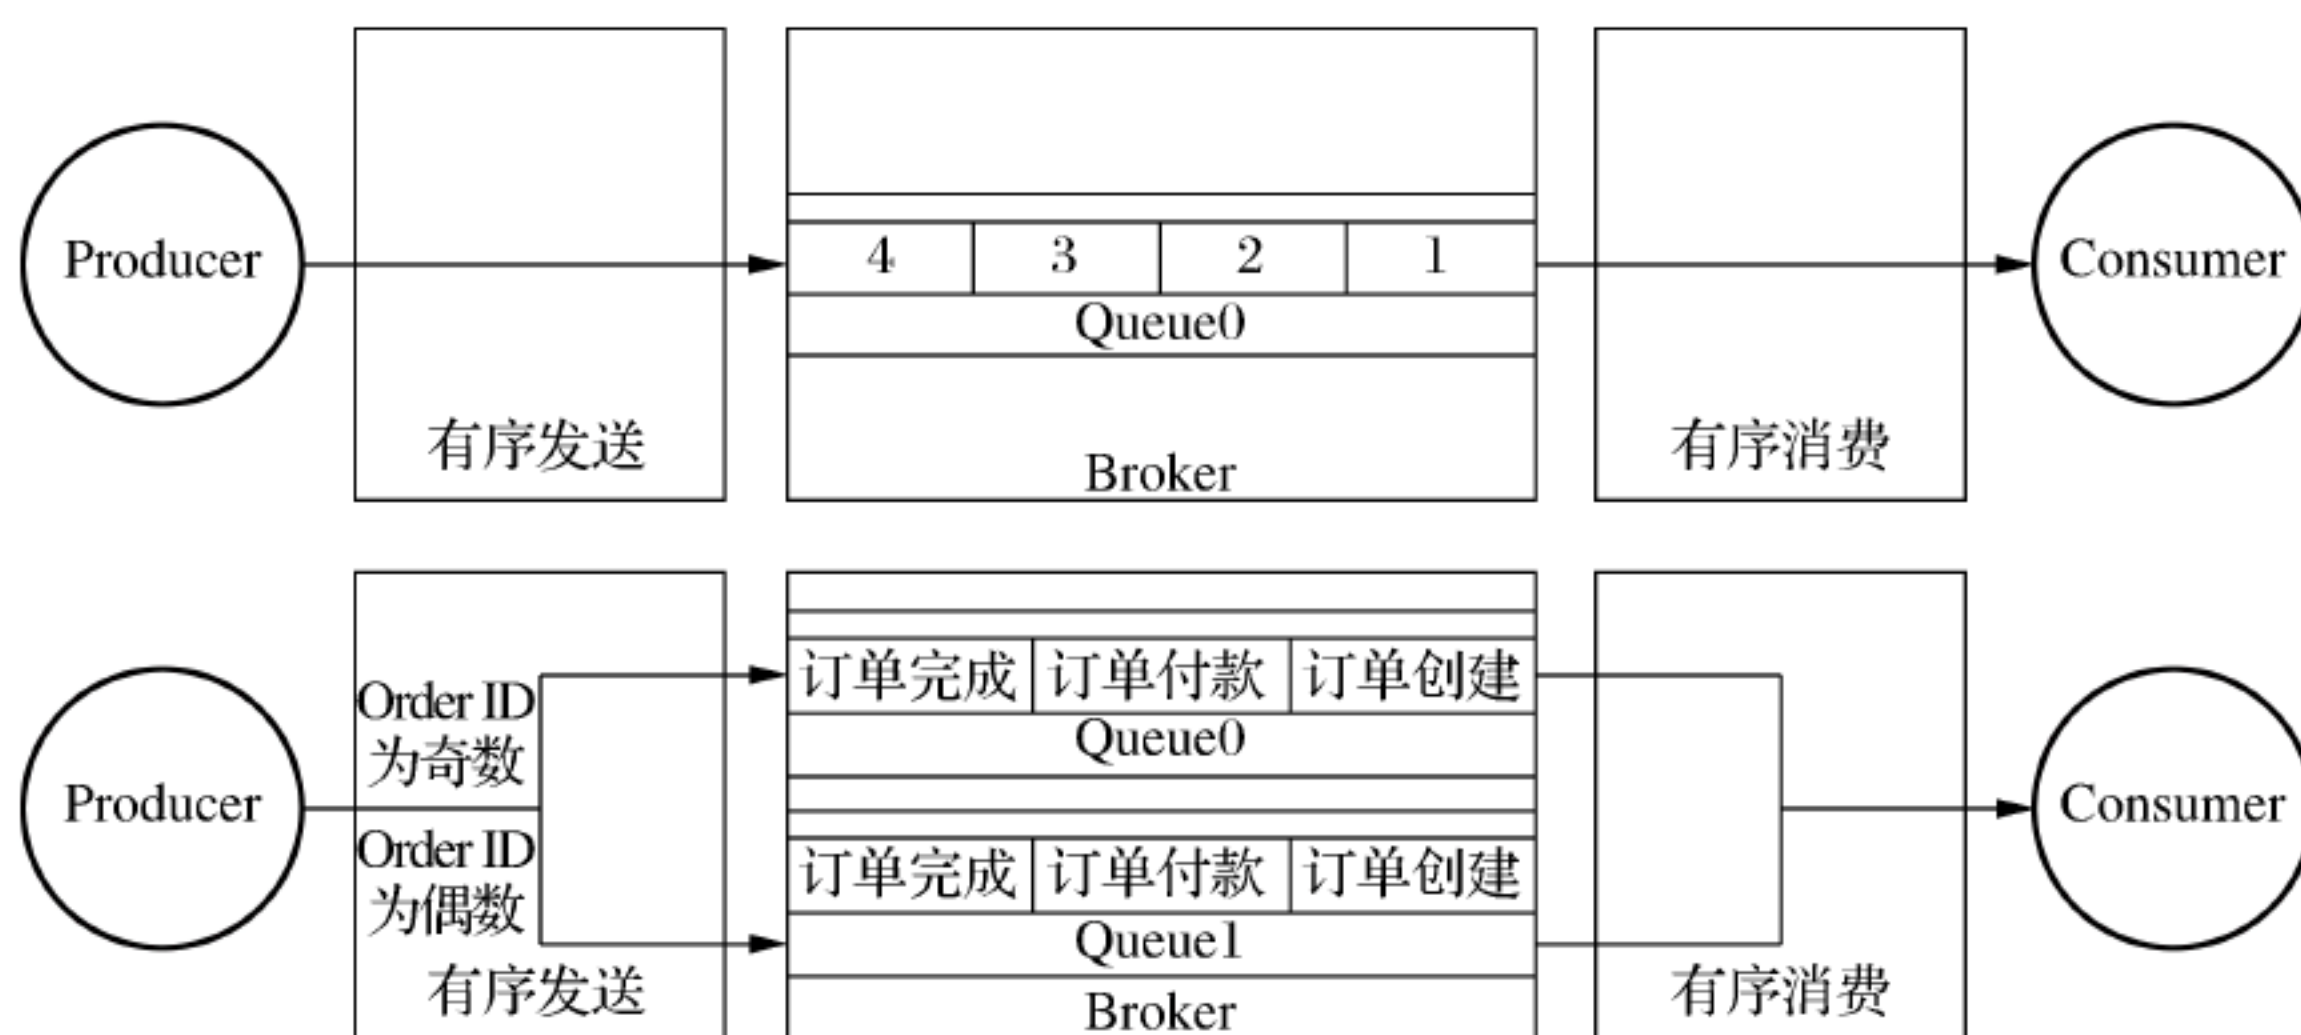 Producer
有序发送
4 3 2 1
Queue0
Broker
有序消费
Consumer
Producer
Order ID
为奇数
Order ID
为偶数
有序发送
订单完成 订单付款 订单创建
Queue0
订单完成 订单付款 订单创建
Queue1
Broker
有序消费
Consumer